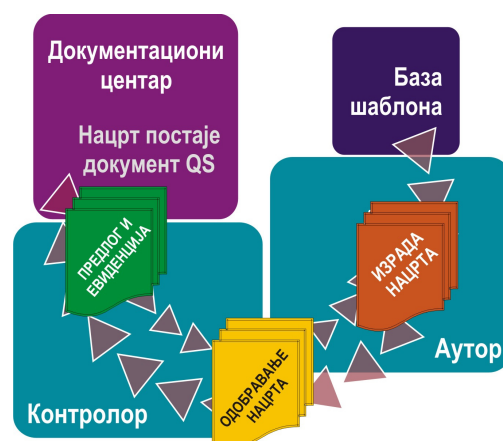 Документациони
центар
Нацрт постаје
документ QS
База
шаблона
ПРЕДЛОГ И
ЕВИДЕНЦИЈА
ИЗРАДА
НАЦРТА
ОДОБРАВАЊЕ
НАЦРТА
Аутор
Контролор